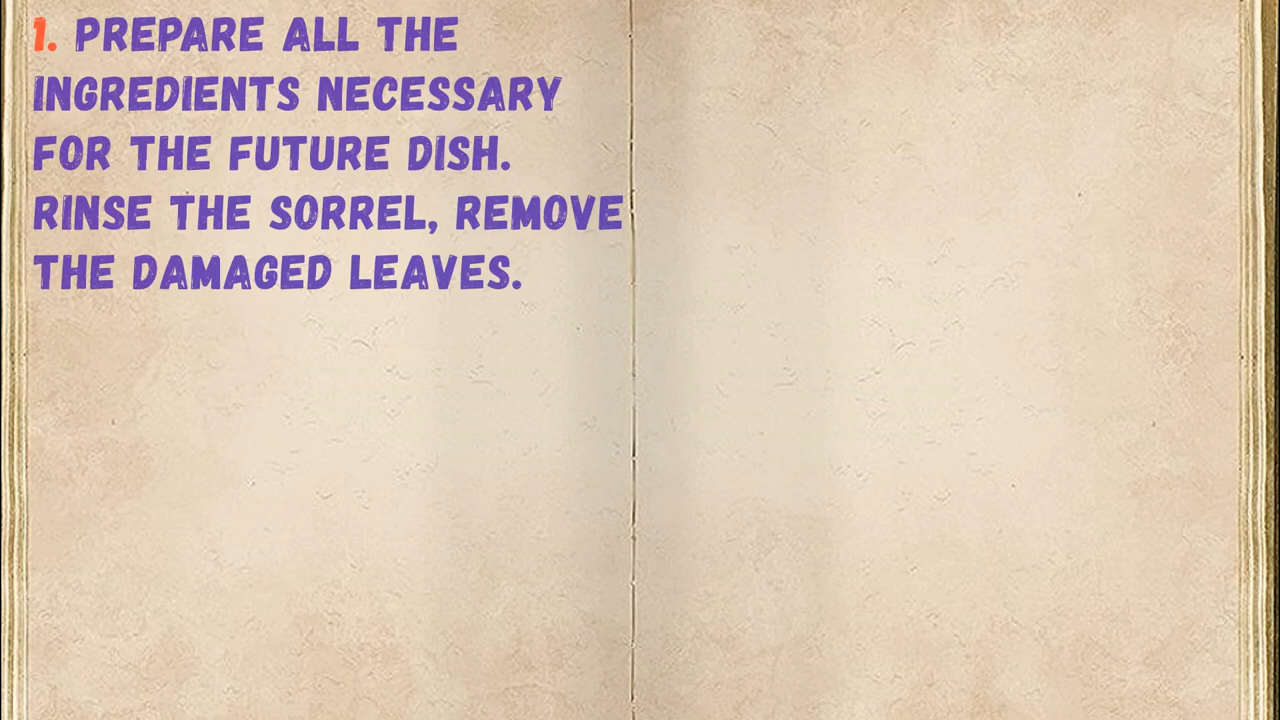 1. PREPARE ALL THE
INGREDIENTS NECESSARY
FOR THE FUTURE DISH.
RINSE THE SORREL, REMOVE
THE DAMAGED LEAVES.